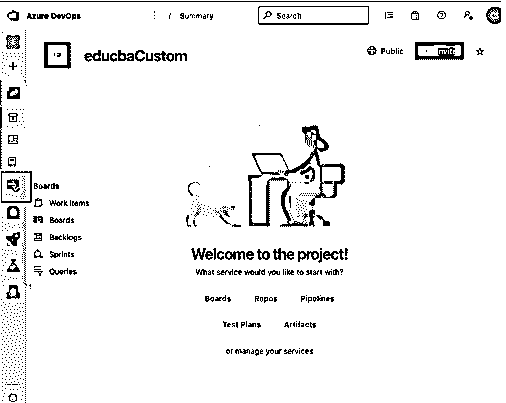 Azure DevOps / Summary Search
educbaCustom
Public Invite
Boards
Work items
Boards
Backlogs
Sprints
Queries
Welcome to the project!
What service would you like to start with?
Boards Repos Pipelines
Test Plans Artifacts
or manage your services